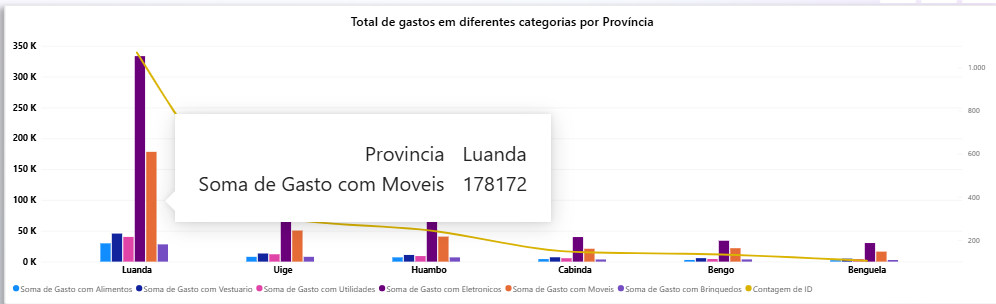 Total de gastos em diferentes categorias por Província
350 K
300 K
250 K
200 K
150 K
100 K
50 K
0 K
1.000
800
600
400
200
Provincia Luanda
Soma de Gasto com Moveis 178172
Luanda Uige Huambo Cabinda Bengo Benguela
Soma de Gasto com Alimentos Soma de Gasto com Vestuario Soma de Gasto com Utilidades Soma de Gasto com Eletronicos Soma de Gasto com Moveis Soma de Gasto com Brinquedos Contagem de ID